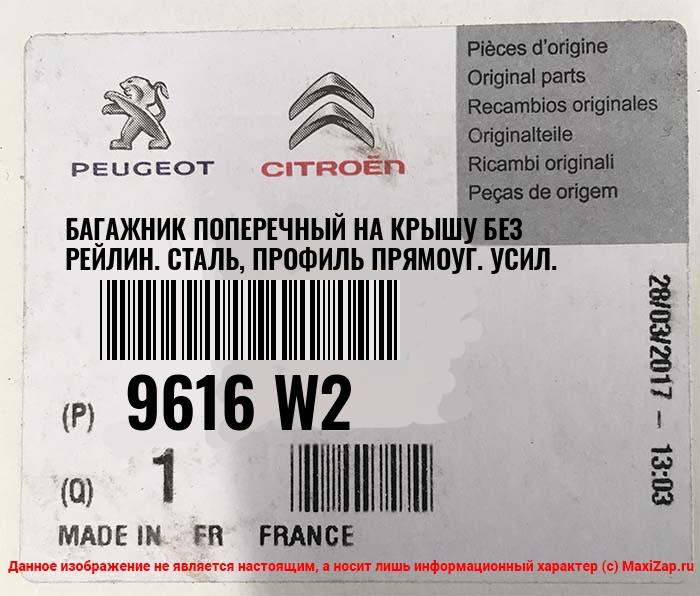 PEUGEOT
CITROËN
Pièces d'origine
Original parts
Recambios originales
Originalteile
Ricambi originali
Peças de origem
БАГАЖНИК ПОПЕРЕЧНЫЙ НА КРЫШУ БЕЗ
РЕЙЛИН. СТАЛЬ, ПРОФИЛЬ ПРЯМОУГ. УСИЛ.
28/03/2017 - 13:03
(P) 9616 W2
(Q) 1
MADE IN FR FRANCE
Данное изображение не является настоящим, а носит лишь информационный характер (c) MaxiZap.ru